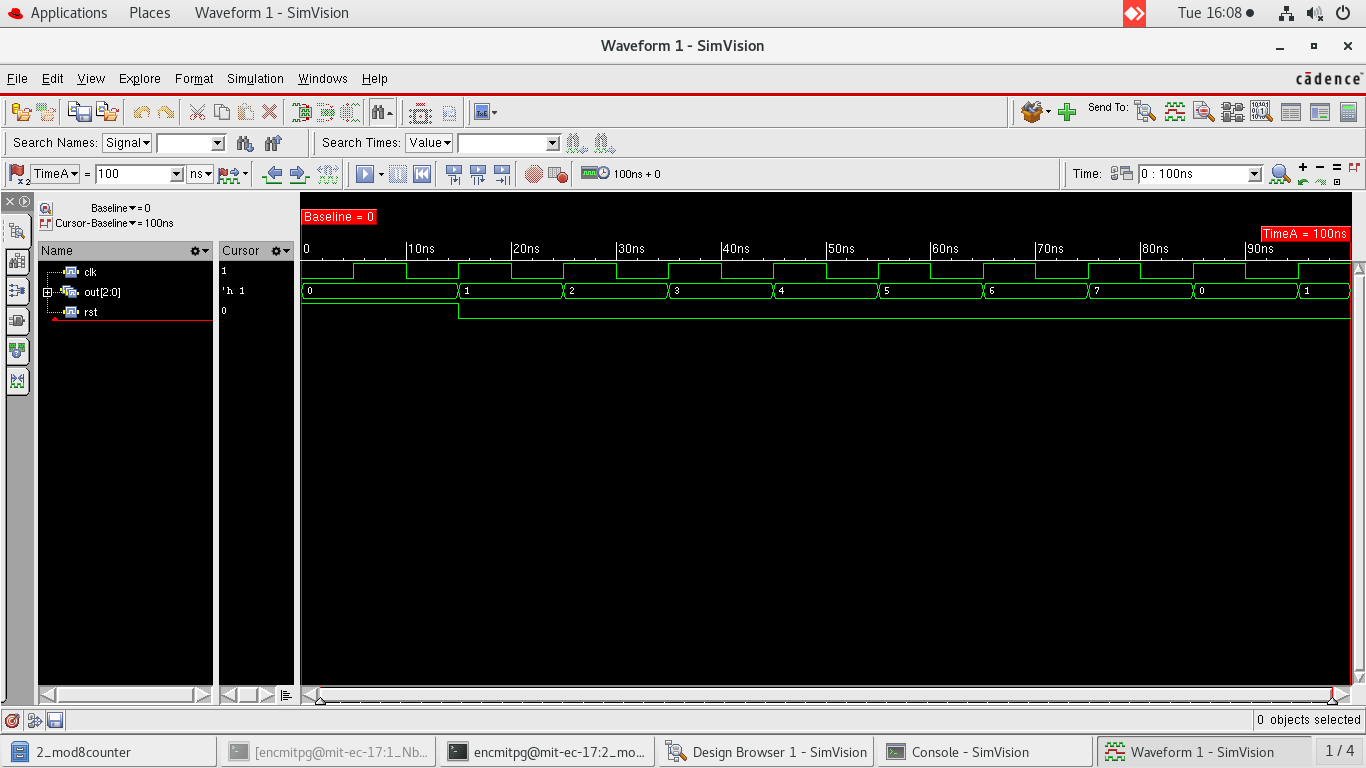 Applications Places Waveform 1 - SimVision Tue 16:08
Waveform 1 - SimVision
File Edit View Explore Format Simulation Windows Help cādence
Send To:
Search Names: Signal Search Times: Value
TimeA = 100 ns 100ns + 0 Time: 0 : 100ns
Baseline = 0
Cursor-Baseline = 100ns
Baseline = 0
TimeA = 100ns
Name Cursor 0 10ns 20ns 30ns 40ns 50ns 60ns 70ns 80ns 90ns
clk 1
out[2:0] 'h 1 0 1 2 3 4 5 6 7 0 1
rst 0
0 objects selected
2_mod8counter [encmitpg@mit-ec-17:1_Nb... encmitpg@mit-ec-17:2_mo... Design Browser 1 - SimVision Console - SimVision Waveform 1 - SimVision 1 / 4